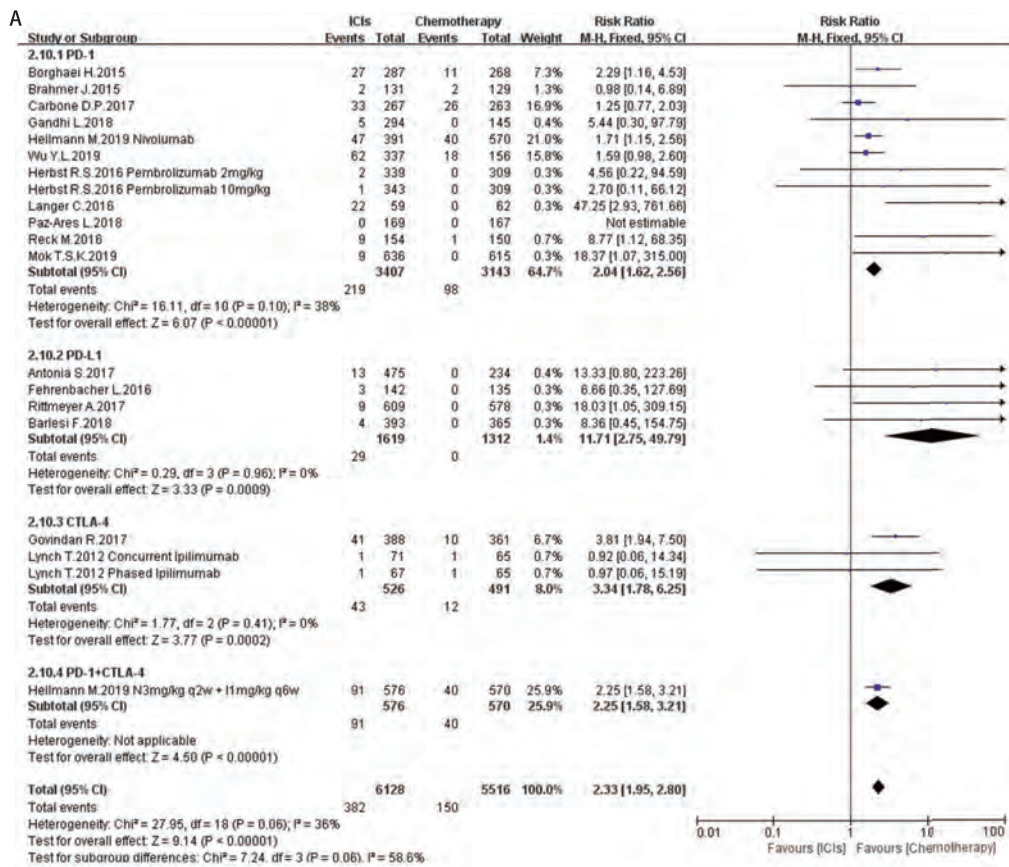 A
ICIs Chemotherapy Risk Ratio Risk Ratio
Study or Subgroup Events Total Events Total Weight M-H, Fixed, 95% CI M-H, Fixed, 95% CI
2.10.1 PD-1
Borghaei H.2015 27 287 11 268 7.3% 2.29 [1.16, 4.53]
Brahmer J.2015 2 131 2 129 1.3% 0.98 [0.14, 6.89]
Carbone D.P.2017 33 267 26 263 16.9% 1.25 [0.77, 2.03]
Gandhi L.2018 5 294 0 145 0.4% 5.44 [0.30, 97.79]
Hellmann M.2019 Nivolumab 47 391 40 570 21.0% 1.71 [1.15, 2.56]
Wu Y.L.2019 62 337 18 156 15.8% 1.59 [0.98, 2.60]
Herbst R.S.2016 Pembrolizumab 2mg/kg 2 339 0 309 0.3% 4.56 [0.22, 94.59]
Herbst R.S.2016 Pembrolizumab 10mg/kg 1 343 0 309 0.3% 2.70 [0.11, 66.12]
Langer C.2016 22 59 0 62 0.3% 47.25 [2.93, 761.66]
Paz-Ares L.2018 0 169 0 167 Not estimable
Reck M.2016 9 154 1 150 0.7% 8.77 [1.12, 68.35]
Mok T.S.K.2019 9 636 0 615 0.3% 18.37 [1.07, 315.00]
Subtotal (95% CI) 3407 3143 64.7% 2.04 [1.62, 2.56]
Total events 219 98
Heterogeneity: Chi² = 16.11, df = 10 (P = 0.10); I² = 38%
Test for overall effect: Z = 6.07 (P < 0.00001)
2.10.2 PD-L1
Antonia S.2017 13 475 0 234 0.4% 13.33 [0.80, 223.26]
Fehrenbacher L.2016 3 142 0 135 0.3% 6.66 [0.35, 127.69]
Rittmeyer A.2017 9 609 0 578 0.3% 18.03 [1.05, 309.15]
Barlesi F.2018 4 393 0 365 0.3% 8.36 [0.45, 154.75]
Subtotal (95% CI) 1619 1312 1.4% 11.71 [2.75, 49.79]
Total events 29 0
Heterogeneity: Chi² = 0.29, df = 3 (P = 0.96); I² = 0%
Test for overall effect: Z = 3.33 (P = 0.0009)
2.10.3 CTLA-4
Govindan R.2017 41 388 10 361 6.7% 3.81 [1.94, 7.50]
Lynch T.2012 Concurrent Ipilimumab 1 71 1 65 0.7% 0.92 [0.06, 14.34]
Lynch T.2012 Phased Ipilimumab 1 67 1 65 0.7% 0.97 [0.06, 15.19]
Subtotal (95% CI) 526 491 8.0% 3.34 [1.78, 6.25]
Total events 43 12
Heterogeneity: Chi² = 1.77, df = 2 (P = 0.41); I² = 0%
Test for overall effect: Z = 3.77 (P = 0.0002)
2.10.4 PD-1+CTLA-4
Hellmann M.2019 N3mg/kg q2w + I1mg/kg q6w 91 576 40 570 25.9% 2.25 [1.58, 3.21]
Subtotal (95% CI) 576 570 25.9% 2.25 [1.58, 3.21]
Total events 91 40
Heterogeneity: Not applicable
Test for overall effect: Z = 4.50 (P < 0.00001)
Total (95% CI) 6128 5516 100.0% 2.33 [1.95, 2.80]
Total events 382 150
Heterogeneity: Chi² = 27.95, df = 18 (P = 0.06); I² = 36%
Test for overall effect: Z = 9.14 (P < 0.00001)
Test for subgroup differences: Chi² = 7.24, df = 3 (P = 0.06), I² = 58.6%
0.01 0.1 1 10 100
Favours [ICIs] Favours [Chemotherapy]